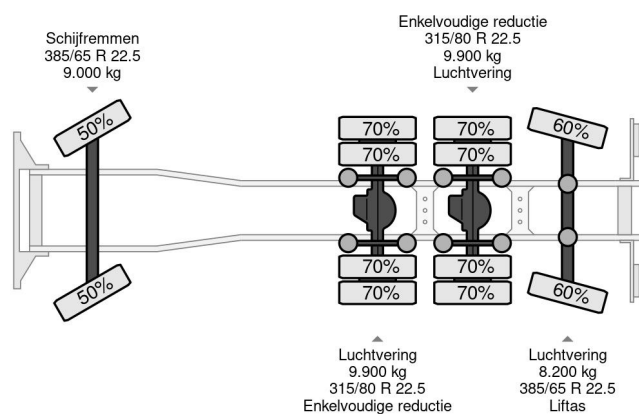 Schijfremmen
385/65 R 22.5
9.000 kg
Enkelvoudige reductie
315/80 R 22.5
9.900 kg
Luchtvering
50%
70%
70%
60%
70%
70%
50%
70%
70%
60%
70%
70%
Luchtvering
9.900 kg
315/80 R 22.5
Enkelvoudige reductie
Luchtvering
8.200 kg
385/65 R 22.5
Liftas